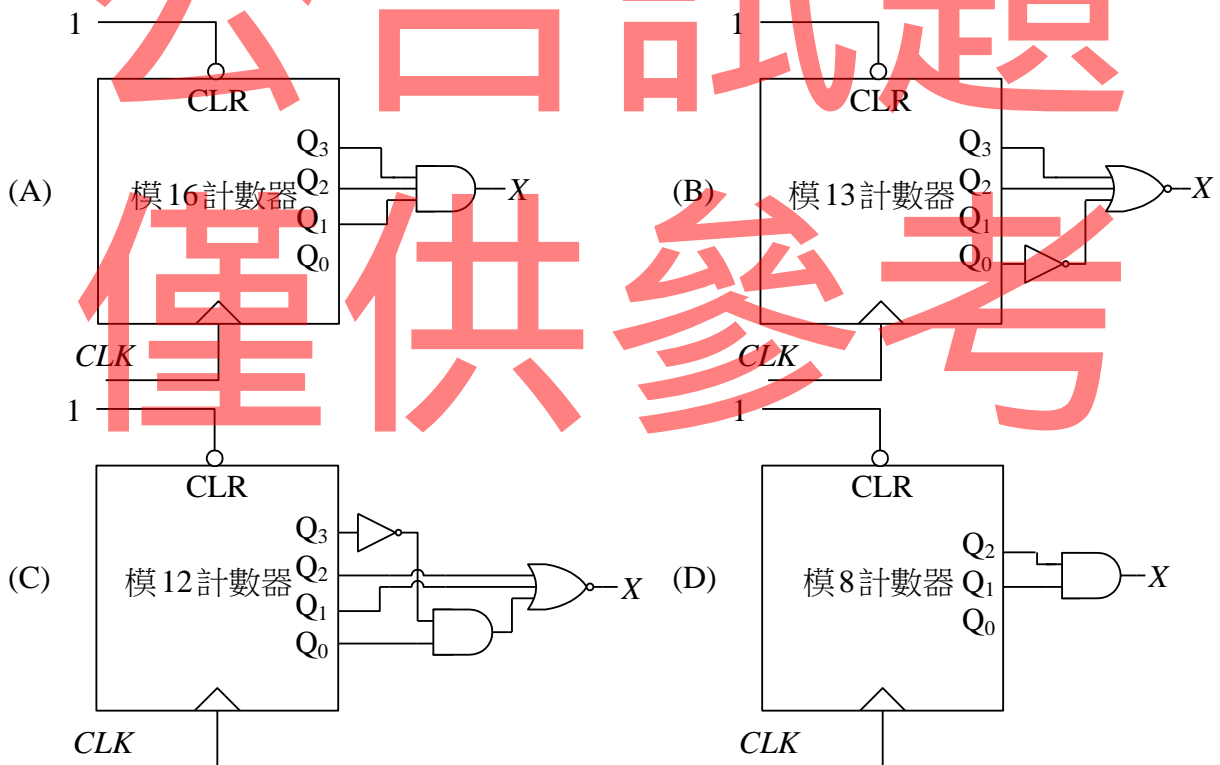 公告試題
僅供參考
(A)
1
CLR
模16計數器
Q3
Q2
Q1
Q0
X
CLK
(B)
1
CLR
模13計數器
Q3
Q2
Q1
Q0
X
CLK
(C)
1
CLR
模12計數器
Q3
Q2
Q1
Q0
X
CLK
(D)
1
CLR
模8計數器
Q2
Q1
Q0
X
CLK